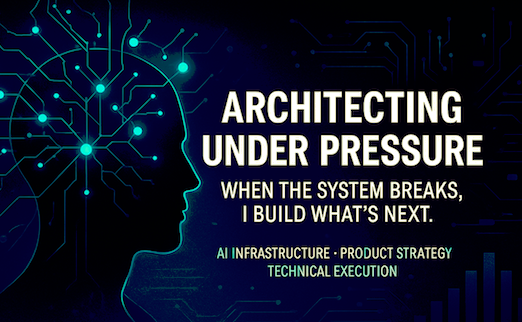 ARCHITECTING
UNDER PRESSURE
WHEN THE SYSTEM BREAKS,
I BUILD WHAT'S NEXT.
AI INFRASTRUCTURE · PRODUCT STRATEGY
TECHNICAL EXECUTION